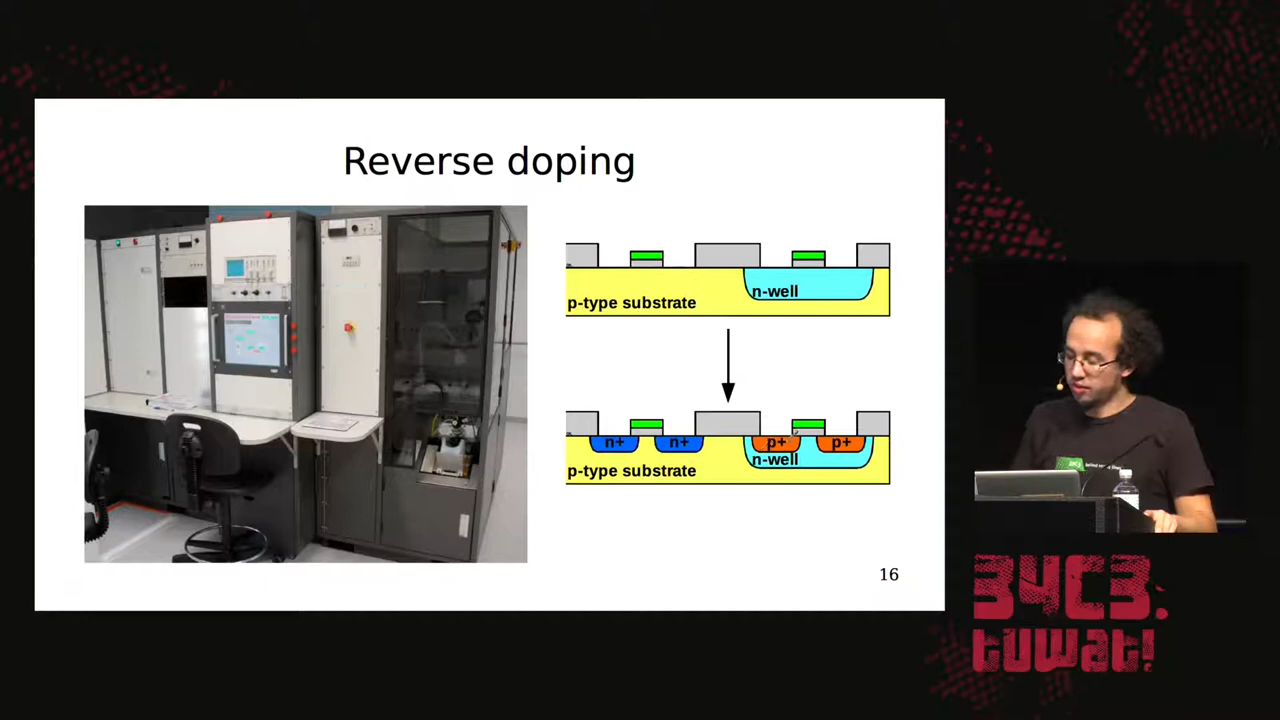 Reverse doping
n-well
p-type substrate
n+ n+ p+ p+
n-well
p-type substrate
16
34C3.
tuwat!